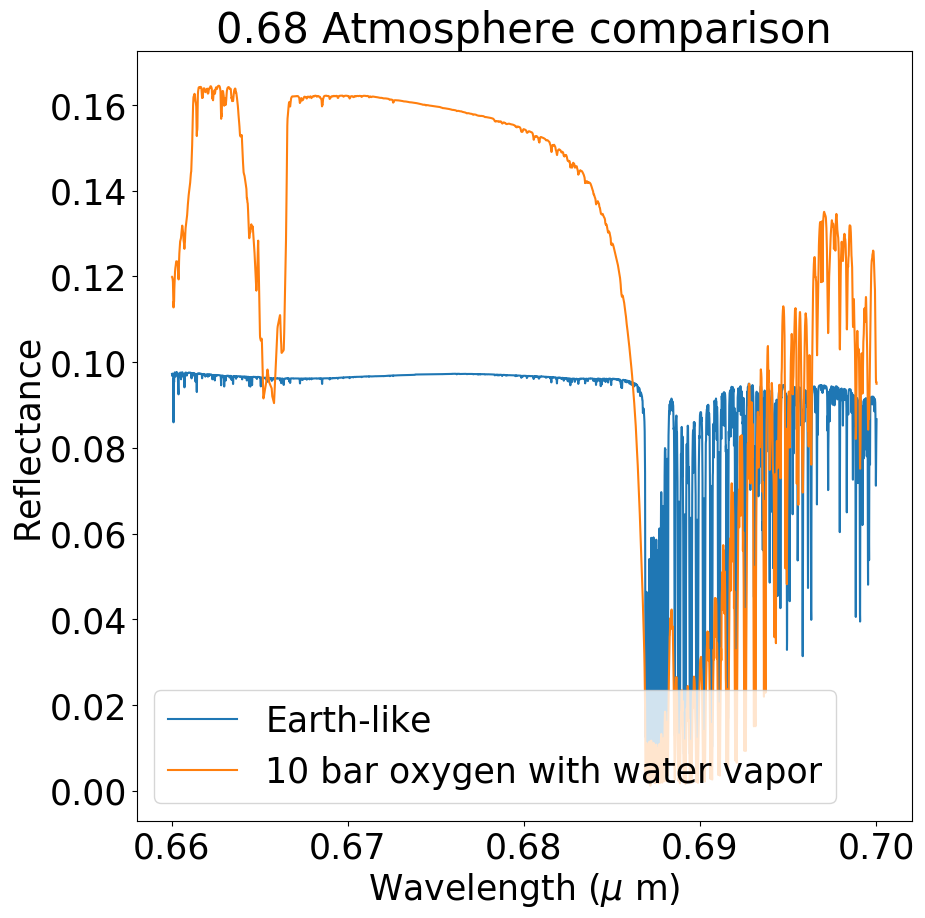 0.68 Atmosphere comparison
0.16
0.14
0.12
0.10
0.08
0.06
0.04
0.02
0.00
Reflectance
Earth-like
10 bar oxygen with water vapor
0.66 0.67 0.68 0.69 0.70
Wavelength (μ m)